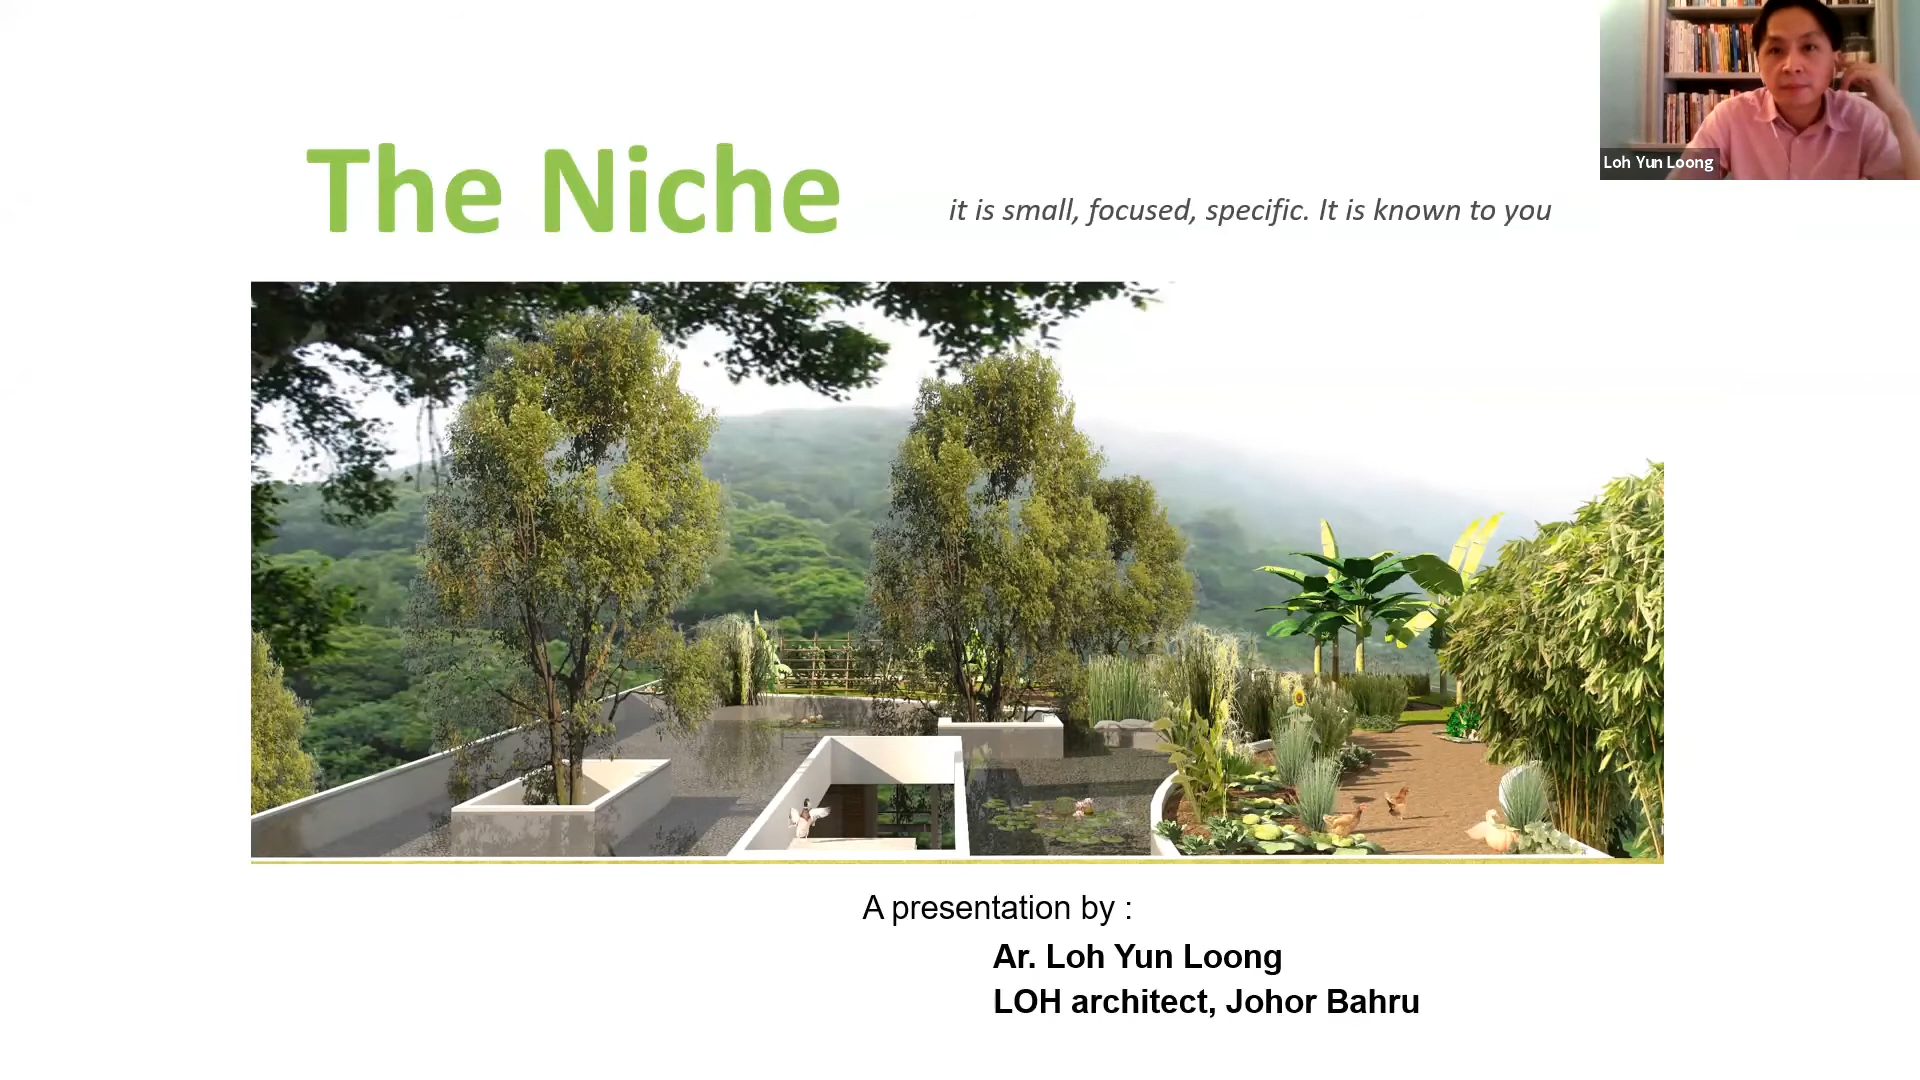 The Niche
it is small, focused, specific. It is known to you
Loh Yun Loong
A presentation by :
Ar. Loh Yun Loong
LOH architect, Johor Bahru